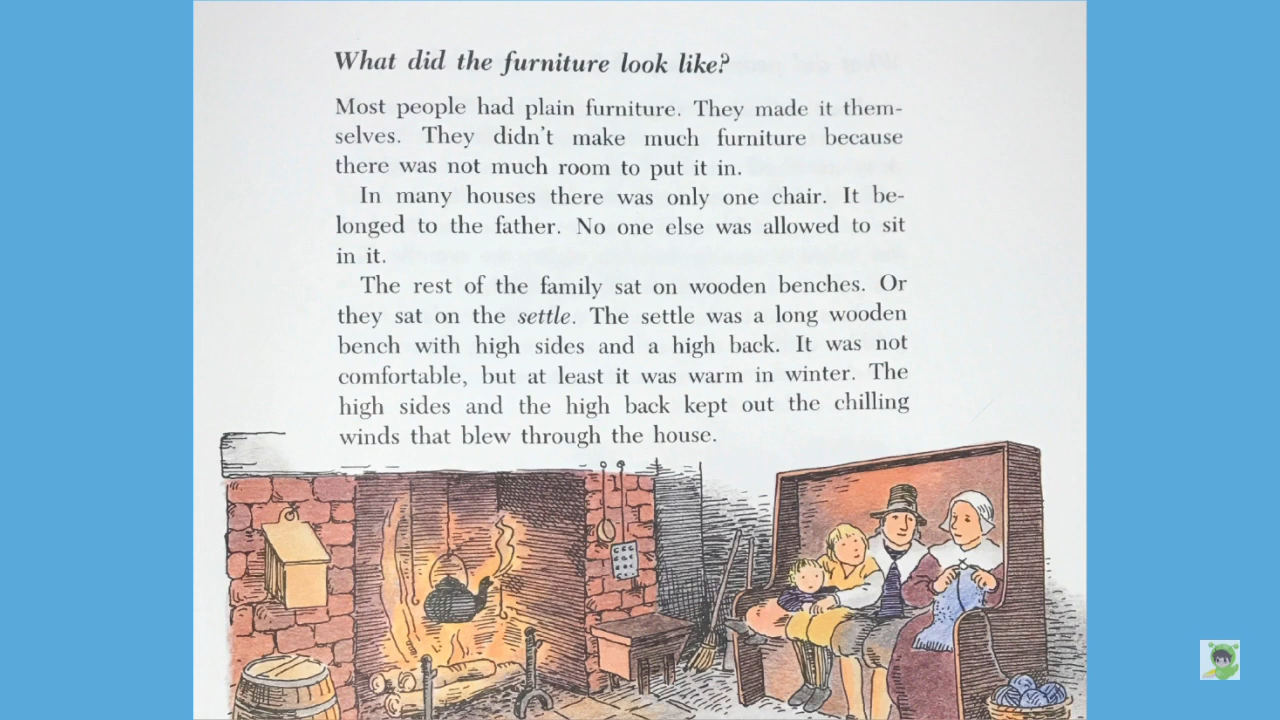 What did the furniture look like?
Most people had plain furniture. They made it them-
selves. They didn't make much furniture because
there was not much room to put it in.
In many houses there was only one chair. It be-
longed to the father. No one else was allowed to sit
in it.
The rest of the family sat on wooden benches. Or
they sat on the settle. The settle was a long wooden
bench with high sides and a high back. It was not
comfortable, but at least it was warm in winter. The
high sides and the high back kept out the chilling
winds that blew through the house.